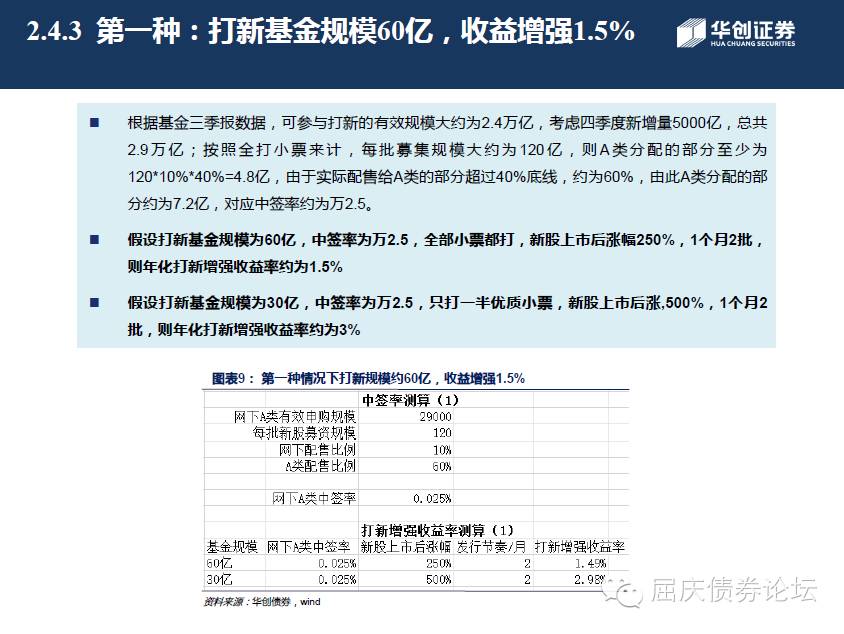 2.4.3 第一种：打新基金规模60亿，收益增强1.5%
华创证券
HUA CHUANG SECURITIES
■ 根据基金三季报数据，可参与打新的有效规模大约为2.4万亿，考虑四季度新增量5000亿，总共
2.9万亿；按照全打小票来计，每批募集规模大约为120亿，则A类分配的部分至少为
120*10%*40%=4.8亿，由于实际配售给A类的部分超过40%底线，约为60%，由此A类分配的部
分约为7.2亿，对应中签率约为万2.5。
■ 假设打新基金规模为60亿，中签率为万2.5，全部小票都打，新股上市后涨幅250%，1个月2批，
则年化打新增强收益率约为1.5%
■ 假设打新基金规模为30亿，中签率为万2.5，只打一半优质小票，新股上市后涨,500%，1个月2
批，则年化打新增强收益率约为3%
图表9： 第一种情况下打新规模约60亿，收益增强1.5%
中签率测算（1）
网下A类有效申购规模 29000
每批新股募资规模 120
网下配售比例 10%
A类配售比例 60%
网下A类中签率 0.025%
打新增强收益率测算（1）
基金规模 网下A类中签率 新股上市后涨幅 发行节奏/月 打新增强收益率
60亿 0.025% 250% 2 1.49%
30亿 0.025% 500% 2 2.98%
资料来源：华创债券，wind
屈庆债券论坛